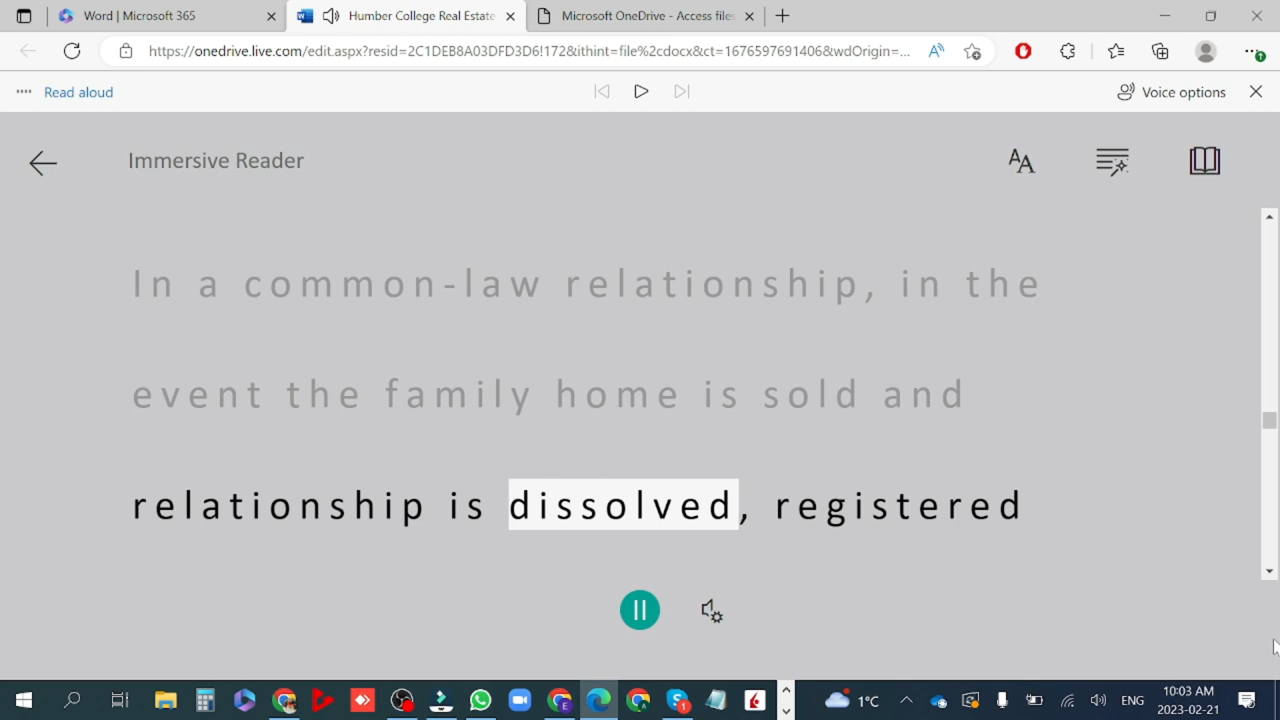 Word | Microsoft 365
Humber College Real Estate
Microsoft OneDrive - Access files
https://onedrive.live.com/edit.aspx?resid=2C1DEB8A03DFD3D6!172&ithint=file%2cdocx&ct=1676597691406&wdOrigin=...
Read aloud
Voice options
Immersive Reader
In a common-law relationship, in the
event the family home is sold and
relationship is dissolved, registered
1°C
ENG
10:03 AM
2023-02-21